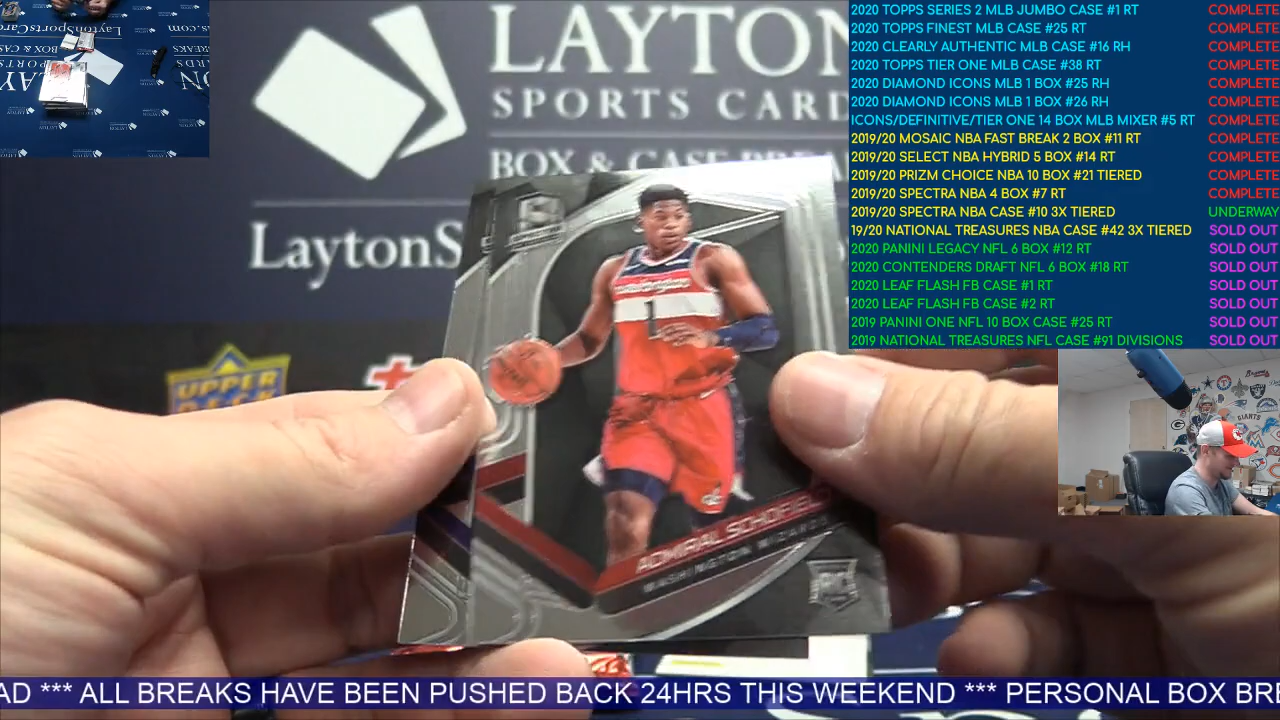 LAYTON
SPORTS CARD
BOX & CASE BREA
LaytonS
UPPER
DECK
1
ADMIRAL SCHOFIELD
WASHINGTON WIZARDS
RC
GIANTS
2020 TOPPS SERIES 2 MLB JUMBO CASE #1 RT COMPLETE
2020 TOPPS FINEST MLB CASE #25 RT COMPLETE
2020 CLEARLY AUTHENTIC MLB CASE #16 RH COMPLETE
2020 TOPPS TIER ONE MLB CASE #38 RT COMPLETE
2020 DIAMOND ICONS MLB 1 BOX #25 RH COMPLETE
2020 DIAMOND ICONS MLB 1 BOX #26 RH COMPLETE
ICONS/DEFINITIVE/TIER ONE 14 BOX MLB MIXER #5 RT COMPLETE
2019/20 MOSAIC NBA FAST BREAK 2 BOX #11 RT COMPLETE
2019/20 SELECT NBA HYBRID 5 BOX #14 RT COMPLETE
2019/20 PRIZM CHOICE NBA 10 BOX #21 TIERED COMPLETE
2019/20 SPECTRA NBA 4 BOX #7 RT COMPLETE
2019/20 SPECTRA NBA CASE #10 3X TIERED UNDERWAY
19/20 NATIONAL TREASURES NBA CASE #42 3X TIERED SOLD OUT
2020 PANINI LEGACY NFL 6 BOX #12 RT SOLD OUT
2020 CONTENDERS DRAFT NFL 6 BOX #18 RT SOLD OUT
2020 LEAF FLASH FB CASE #1 RT SOLD OUT
2020 LEAF FLASH FB CASE #2 RT SOLD OUT
2019 PANINI ONE NFL 10 BOX CASE #25 RT SOLD OUT
2019 NATIONAL TREASURES NFL CASE #91 DIVISIONS SOLD OUT
AD *** ALL BREAKS HAVE BEEN PUSHED BACK 24HRS THIS WEEKEND *** PERSONAL BOX BRE